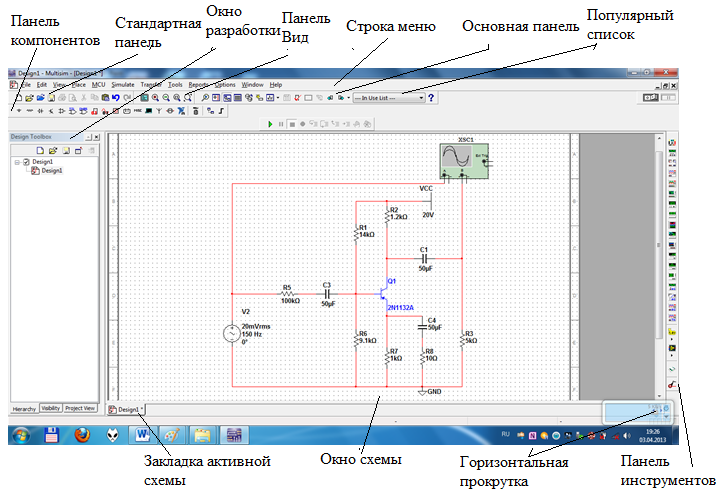 Панель
компонентов
Стандартная
панель
Окно
разработки
Панель
Вид
Строка меню
Основная панель
Популярный
список
Design1 - Multisim - [Design1 *]
File Edit View Place MCU Simulate Transfer Tools Reports Options Window Help
--- In Use List ---
Design Toolbox
Design1
Design1
XSC1
Ext Trig
A B
VCC
20V
R2
1.2kΩ
R1
14kΩ
C1
50µF
Q1
2N1132A
R5
100kΩ
C3
50µF
V2
20mVrms
150 Hz
0°
R6
9.1kΩ
R7
1kΩ
C4
50µF
R8
10Ω
R3
5kΩ
GND
Hierarchy Visibility Project View
Design1 *
RU
19:26
03.04.2013
Закладка активной
схемы
Окно схемы
Горизонтальная
прокрутка
Панель
инструментов